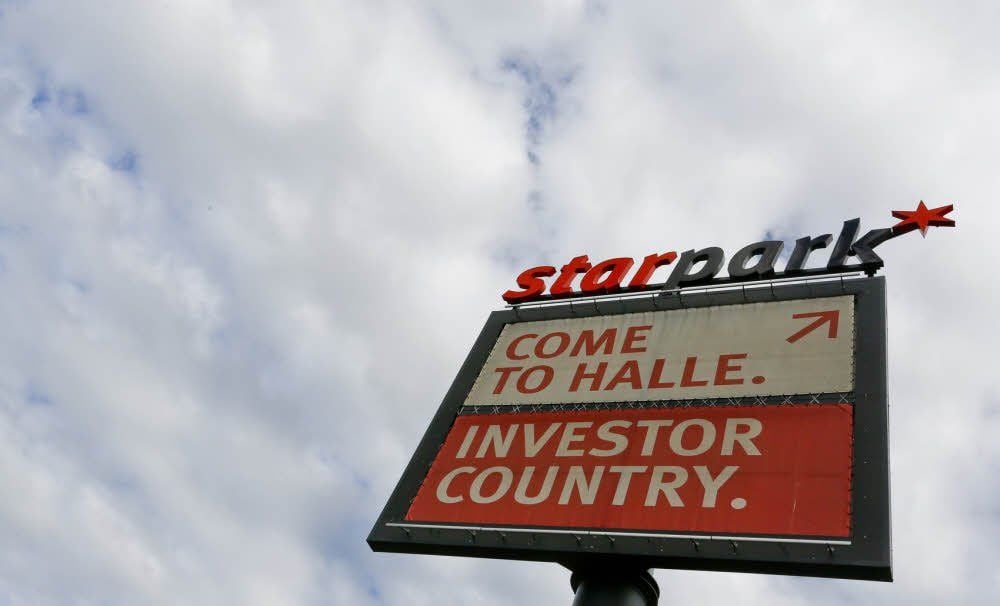 starpark
COME
TO HALLE.
INVESTOR
COUNTRY.